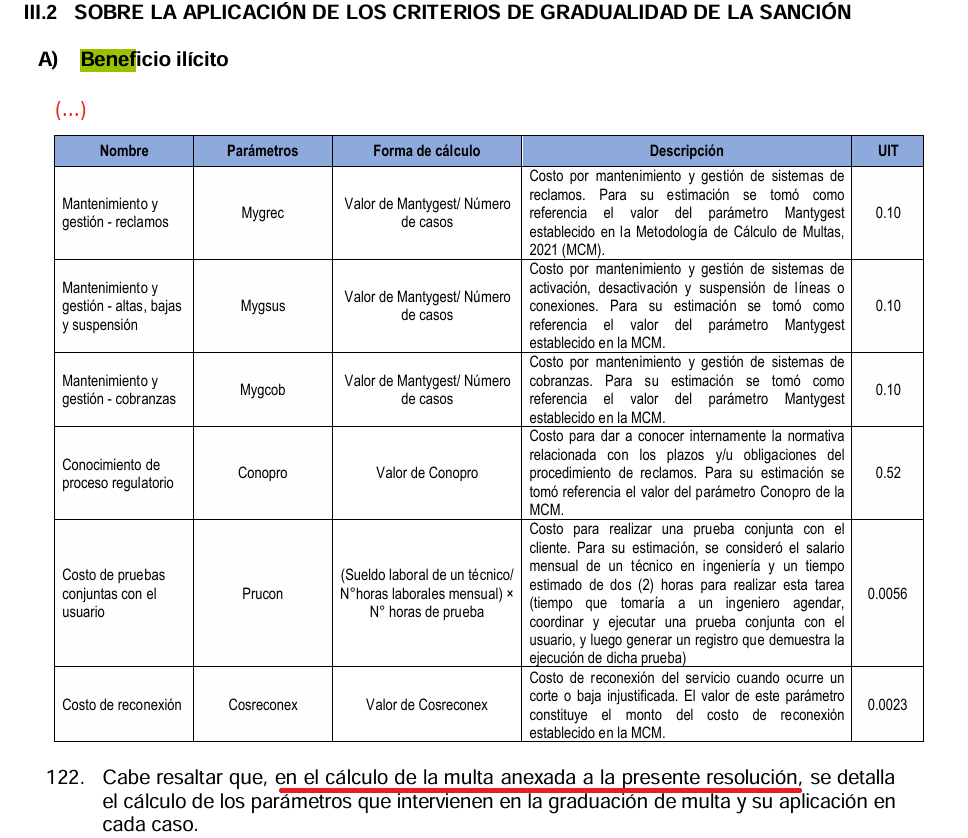 III.2 SOBRE LA APLICACIÓN DE LOS CRITERIOS DE GRADUALIDAD DE LA SANCIÓN
A) Beneficio ilícito
(...)
Nombre Parámetros Forma de cálculo Descripción UIT
Mantenimiento y
gestión - reclamos
Mygrec
Valor de Mantygest/ Número
de casos
Costo por mantenimiento y gestión de sistemas de
reclamos. Para su estimación se tomó como
referencia el valor del parámetro Mantygest
establecido en la Metodología de Cálculo de Multas,
2021 (MCM).
0.10
Mantenimiento y
gestión - altas, bajas
y suspensión
Mygsus
Valor de Mantygest/ Número
de casos
Costo por mantenimiento y gestión de sistemas de
activación, desactivación y suspensión de líneas o
conexiones. Para su estimación se tomó como
referencia el valor del parámetro Mantygest
establecido en la MCM.
0.10
Mantenimiento y
gestión - cobranzas
Mygcob
Valor de Mantygest/ Número
de casos
Costo por mantenimiento y gestión de sistemas de
cobranzas. Para su estimación se tomó como
referencia el valor del parámetro Mantygest
establecido en la MCM.
0.10
Conocimiento de
proceso regulatorio
Conopro
Valor de Conopro
Costo para dar a conocer internamente la normativa
relacionada con los plazos y/u obligaciones del
procedimiento de reclamos. Para su estimación se
tomó referencia el valor del parámetro Conopro de la
MCM.
0.52
Costo de pruebas
conjuntas con el
usuario
Prucon
(Sueldo laboral de un técnico/
N°horas laborales mensual) ×
N° horas de prueba
Costo para realizar una prueba conjunta con el
cliente. Para su estimación, se consideró el salario
mensual de un técnico en ingeniería y un tiempo
estimado de dos (2) horas para realizar esta tarea
(tiempo que tomaría a un ingeniero agendar,
coordinar y ejecutar una prueba conjunta con el
usuario, y luego generar un registro que demuestra la
ejecución de dicha prueba)
0.0056
Costo de reconexión
Cosreconex
Valor de Cosreconex
Costo de reconexión del servicio cuando ocurre un
corte o baja injustificada. El valor de este parámetro
constituye el monto del costo de reconexión
establecido en la MCM.
0.0023
122. Cabe resaltar que, en el cálculo de la multa anexada a la presente resolución, se detalla
el cálculo de los parámetros que intervienen en la graduación de multa y su aplicación en
cada caso.